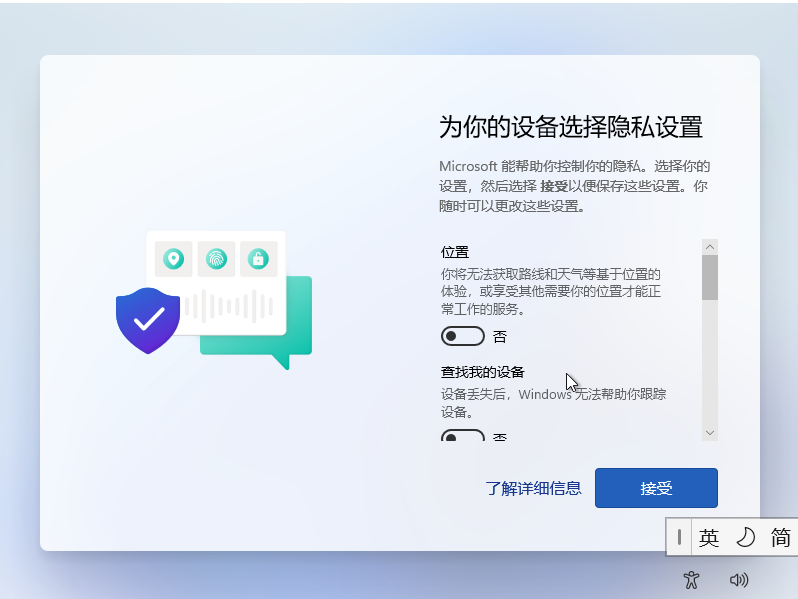 为你的设备选择隐私设置
Microsoft 能帮助你控制你的隐私。选择你的
设置，然后选择 接受以便保存这些设置。你
随时可以更改这些设置。
位置
你将无法获取路线和天气等基于位置的
体验，或享受其他需要你的位置才能正
常工作的服务。
否
查找我的设备
设备丢失后，Windows 无法帮助你跟踪
设备。
否
了解详细信息
接受
英 简